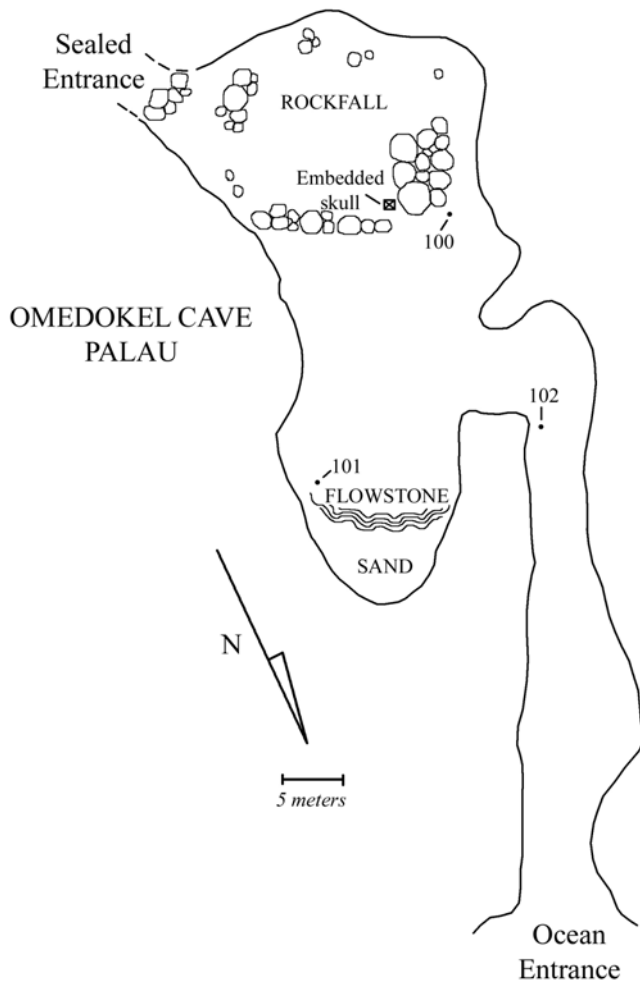 Sealed
Entrance
ROCKFALL
Embedded
skull
100
OMEDOKEL CAVE
PALAU
102
101
FLOWSTONE
SAND
N
5 meters
Ocean
Entrance